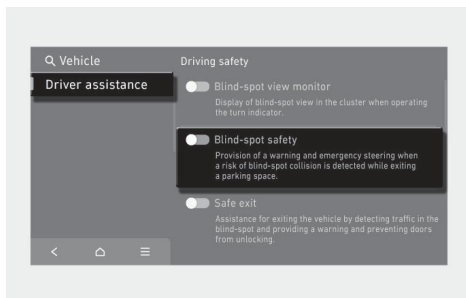 Vehicle
Driver assistance
Driving safety
Blind-spot view monitor
Display of blind-spot view in the cluster when operating
the turn indicator.
Blind-spot safety
Provision of a warning and emergency steering when
a risk of blind-spot collision is detected while exiting
a parking space.
Safe exit
Assistance for exiting the vehicle by detecting traffic in the
blind-spot and providing a warning and preventing doors
from unlocking.